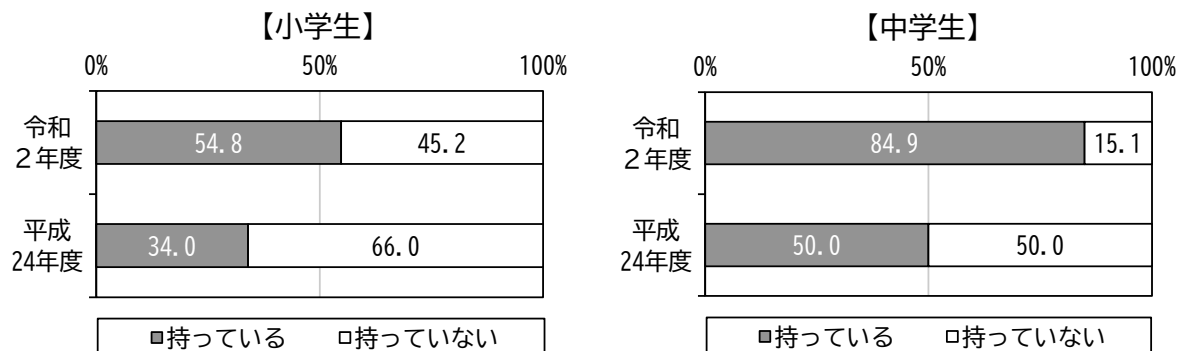 【小学生】
0% 50% 100%
令和
２年度
54.8 45.2
平成
24年度
34.0 66.0
■持っている □持っていない
【中学生】
0% 50% 100%
令和
２年度
84.9 15.1
平成
24年度
50.0 50.0
■持っている □持っていない